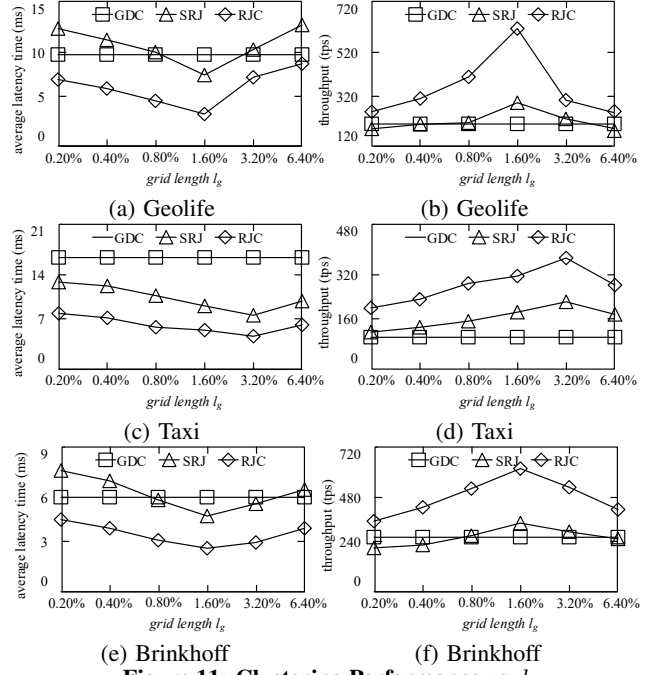 average latency time (ms)
15
10
5
0
GDC SRJ RJC
0.20% 0.40% 0.80% 1.60% 3.20% 6.40%
grid length lg
(a) Geolife
throughput (tps)
720
520
320
120
GDC SRJ RJC
0.20% 0.40% 0.80% 1.60% 3.20% 6.40%
grid length lg
(b) Geolife
average latency time (ms)
21
14
7
0
GDC SRJ RJC
0.20% 0.40% 0.80% 1.60% 3.20% 6.40%
grid length lg
(c) Taxi
throughput (tps)
480
320
160
0
GDC SRJ RJC
0.20% 0.40% 0.80% 1.60% 3.20% 6.40%
grid length lg
(d) Taxi
average latency time (ms)
9
6
3
0
GDC SRJ RJC
0.20% 0.40% 0.80% 1.60% 3.20% 6.40%
grid length lg
(e) Brinkhoff
throughput (tps)
720
480
240
0
GDC SRJ RJC
0.20% 0.40% 0.80% 1.60% 3.20% 6.40%
grid length lg
(f) Brinkhoff
Figure 11: Clustering Performance